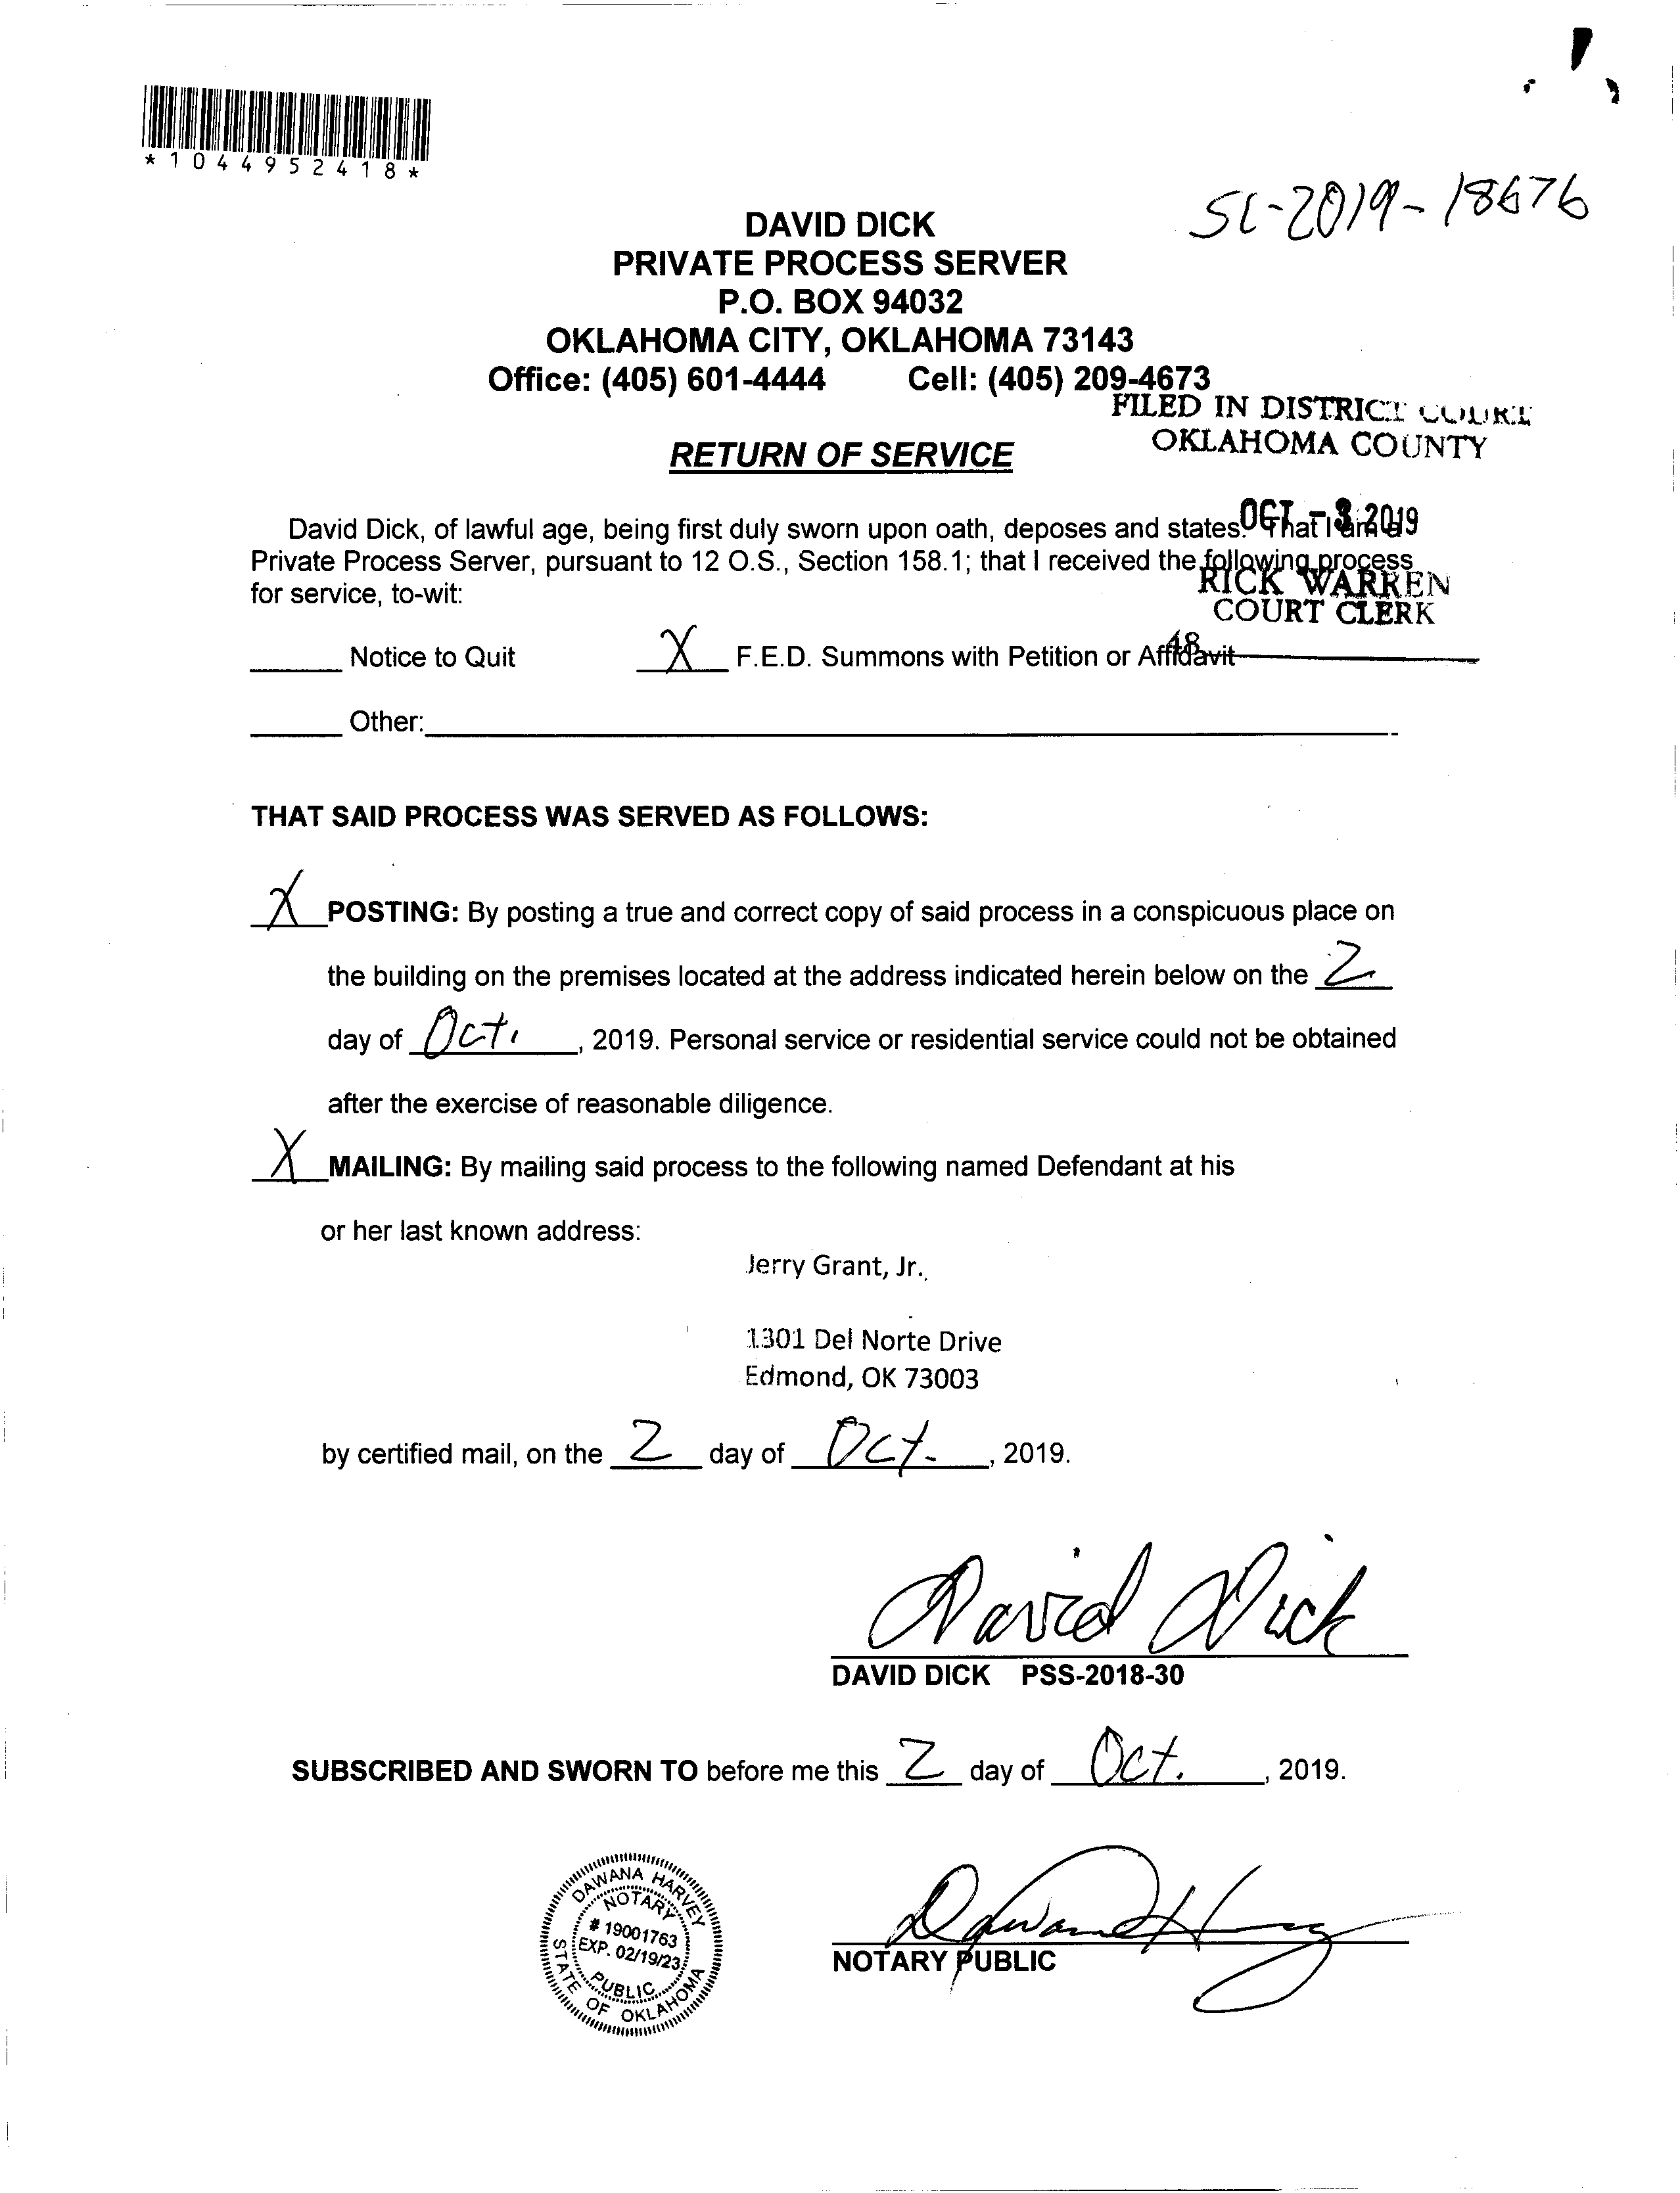 *1044952418*
SC-2019-18676
DAVID DICK
PRIVATE PROCESS SERVER
P.O. BOX 94032
OKLAHOMA CITY, OKLAHOMA 73143
Office: (405) 601-4444 Cell: (405) 209-4673
FILED IN DISTRICT COURT
OKLAHOMA COUNTY
RETURN OF SERVICE
OCT -3 2019
David Dick, of lawful age, being first duly sworn upon oath, deposes and states: That I am a
Private Process Server, pursuant to 12 O.S., Section 158.1; that I received the following process
for service, to-wit:
RICK WARREN
COURT CLERK
48
Notice to Quit X F.E.D. Summons with Petition or Affidavit
Other:
THAT SAID PROCESS WAS SERVED AS FOLLOWS:
X POSTING: By posting a true and correct copy of said process in a conspicuous place on
the building on the premises located at the address indicated herein below on the 2
day of Oct., 2019. Personal service or residential service could not be obtained
after the exercise of reasonable diligence.
X MAILING: By mailing said process to the following named Defendant at his
or her last known address:
Jerry Grant, Jr.
1301 Del Norte Drive
Edmond, OK 73003
by certified mail, on the 2 day of Oct., 2019.
David Dick
DAVID DICK PSS-2018-30
SUBSCRIBED AND SWORN TO before me this 2 day of Oct., 2019.
DAWANA HARVEY
NOTARY
# 19001763
EXP. 02/19/23
PUBLIC
STATE OF OKLAHOMA
Dawana Harvey
NOTARY PUBLIC